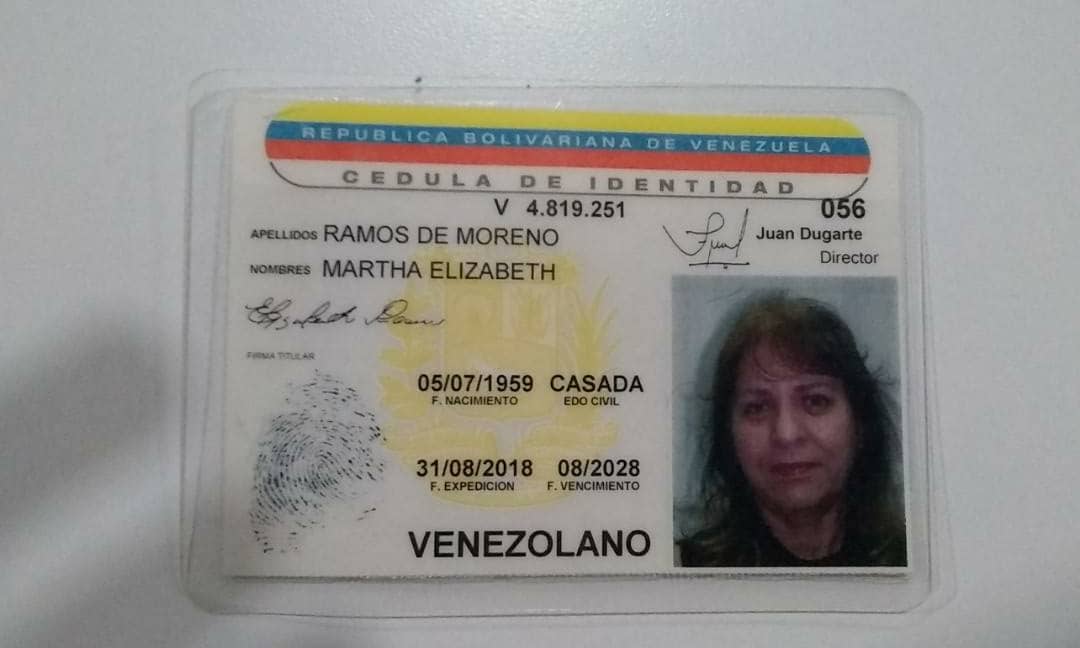 REPUBLICA BOLIVARIANA DE VENEZUELA
CEDULA DE IDENTIDAD
V 4.819.251
056
APELLIDOS RAMOS DE MORENO
Juan Dugarte
Director
NOMBRES MARTHA ELIZABETH
FIRMA TITULAR
05/07/1959 CASADA
F. NACIMIENTO EDO CIVIL
31/08/2018 08/2028
F. EXPEDICION F. VENCIMIENTO
VENEZOLANO